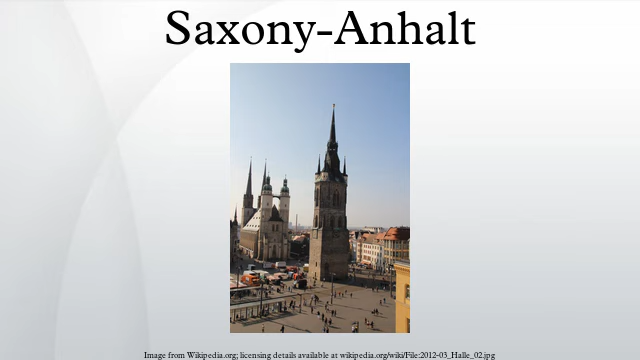 Saxony-Anhalt
Image from Wikipedia.org; licensing details available at wikipedia.org/wiki/File:2012-03_Halle_02.jpg